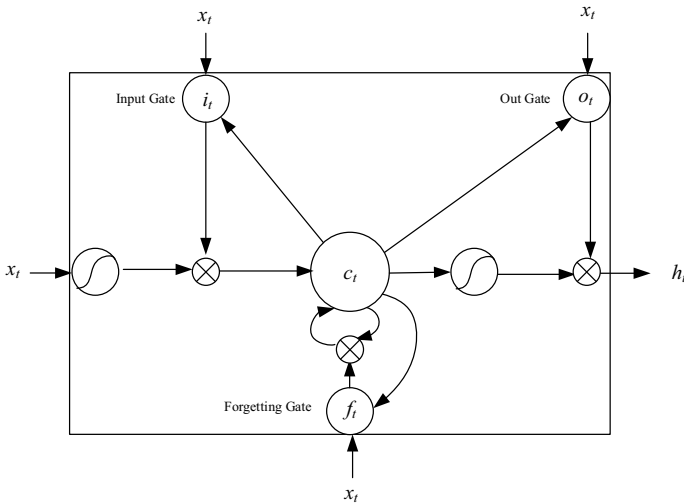 x_t
x_t
Input Gate
i_t
Out Gate
o_t
x_t
c_t
h_t
Forgetting Gate
f_t
x_t